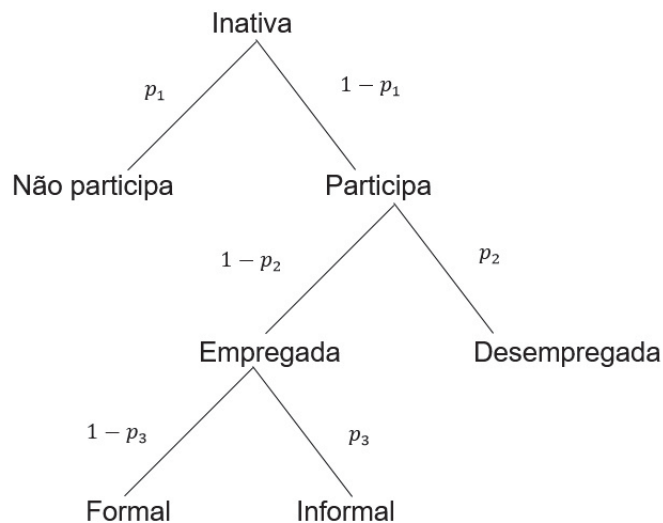 Inativa
p₁
1 − p₁
Não participa
Participa
1 − p₂
p₂
Empregada
Desempregada
1 − p₃
p₃
Formal
Informal